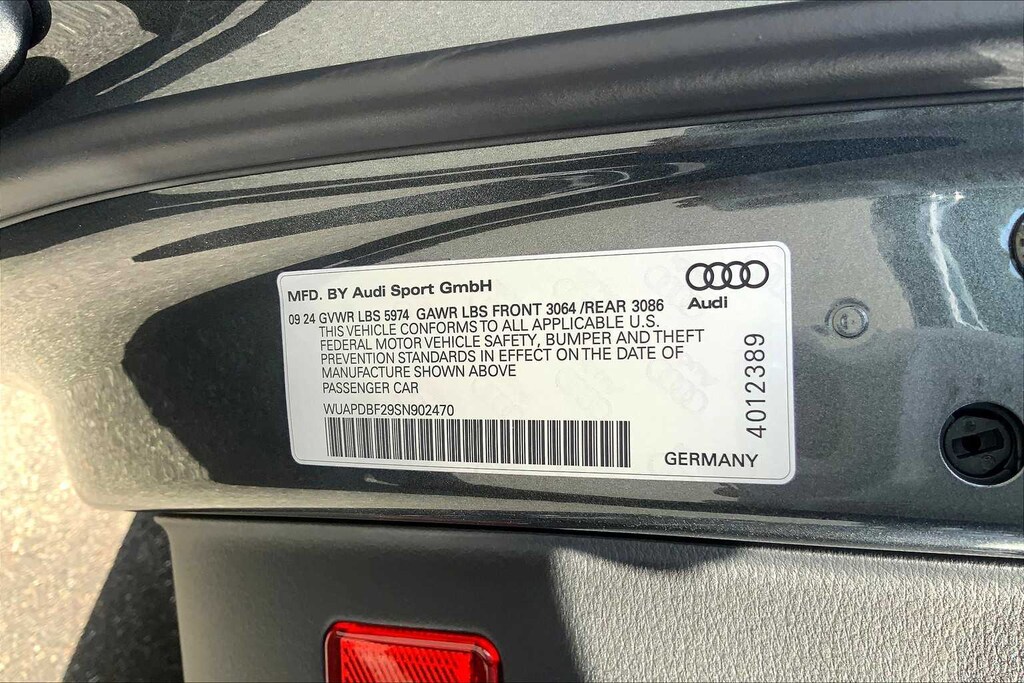 MFD. BY Audi Sport GmbH
Audi
09 24 GVWR LBS 5974 GAWR LBS FRONT 3064 /REAR 3086
THIS VEHICLE CONFORMS TO ALL APPLICABLE U.S.
FEDERAL MOTOR VEHICLE SAFETY, BUMPER AND THEFT
PREVENTION STANDARDS IN EFFECT ON THE DATE OF
MANUFACTURE SHOWN ABOVE
PASSENGER CAR
WUAPDBF29SN902470
4012389
GERMANY